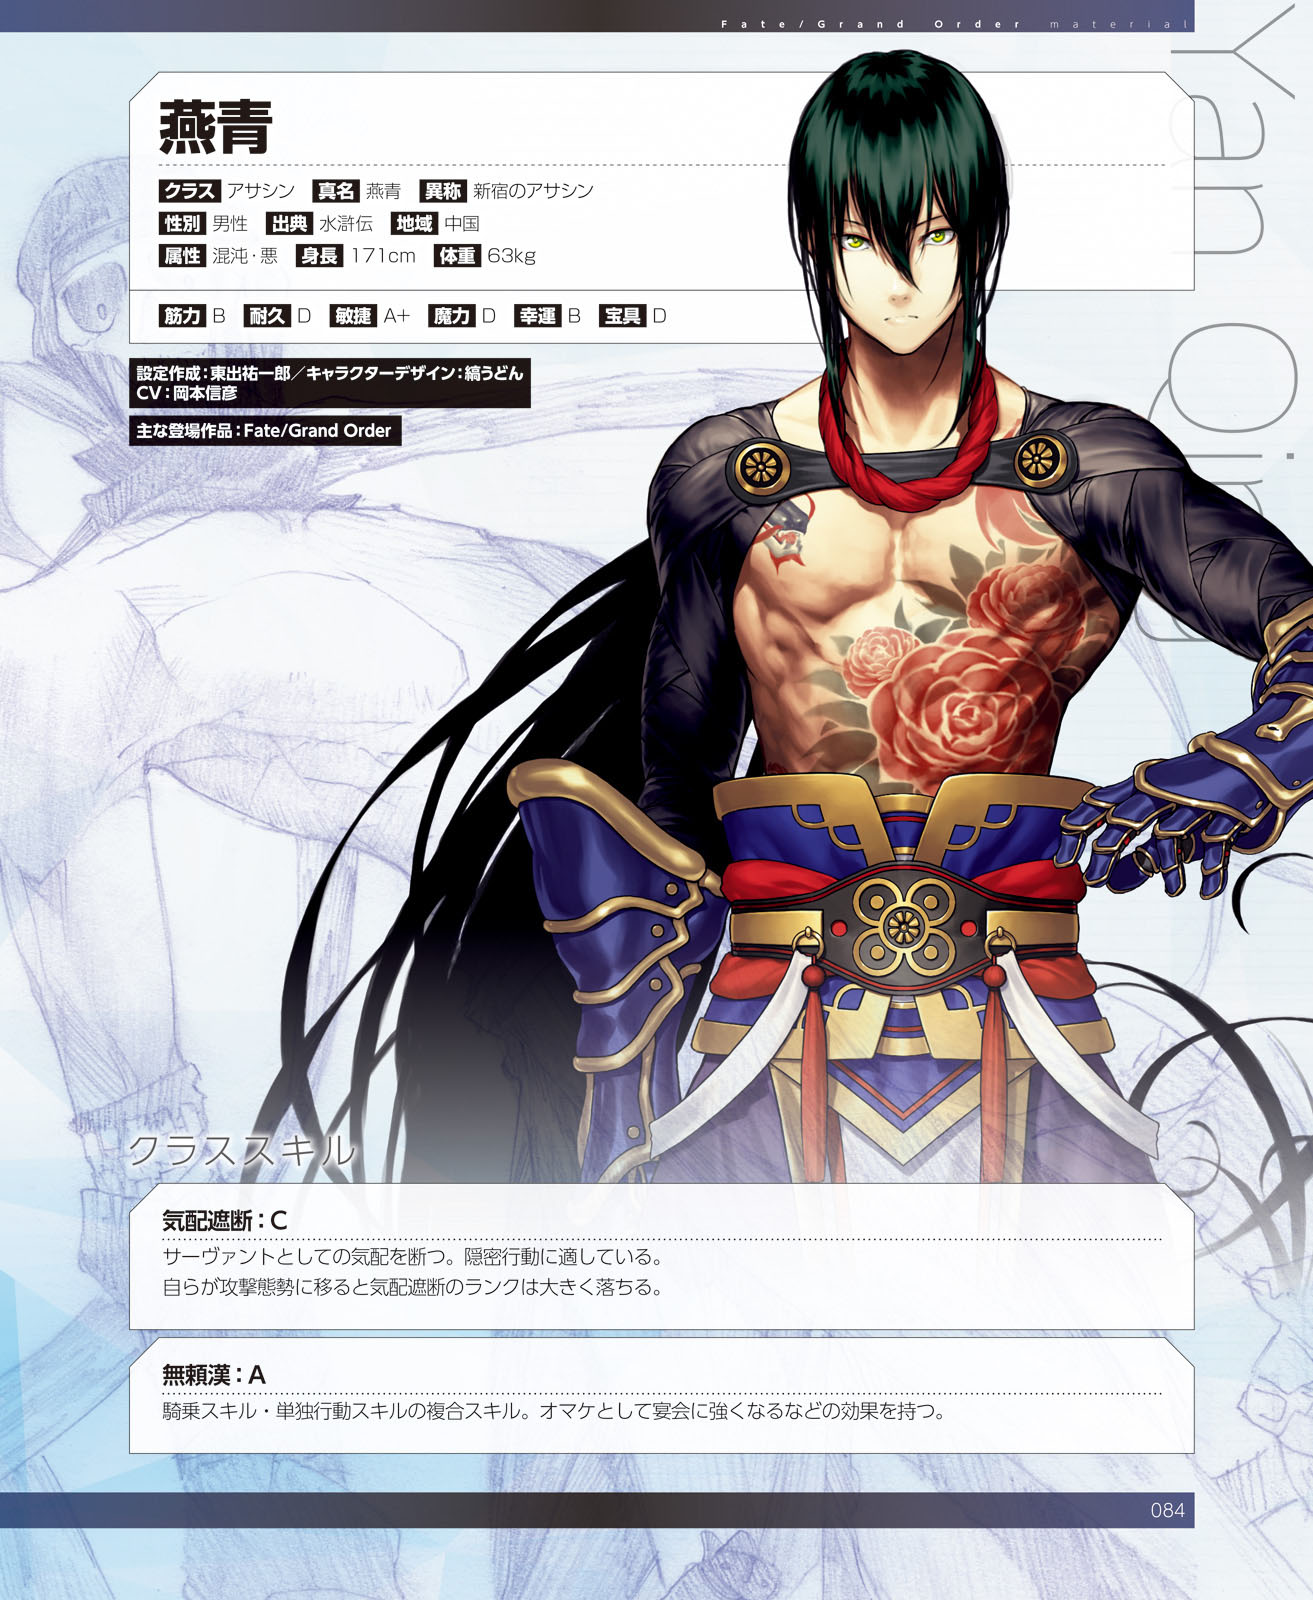 Fate/Grand Order material
Yan Qing
燕青
クラス アサシン 真名 燕青 異称 新宿のアサシン
性別 男性 出典 水滸伝 地域 中国
属性 混沌・悪 身長 171cm 体重 63kg
筋力 B 耐久 D 敏捷 A+ 魔力 D 幸運 B 宝具 D
設定作成：東出祐一郎／キャラクターデザイン：縞うどん
CV：岡本信彦
主な登場作品：Fate/Grand Order
クラススキル
気配遮断：C
サーヴァントとしての気配を断つ。隠密行動に適している。
自らが攻撃態勢に移ると気配遮断のランクは大きく落ちる。
無頼漢：A
騎乗スキル・単独行動スキルの複合スキル。オマケとして宴会に強くなるなどの効果を持つ。
084